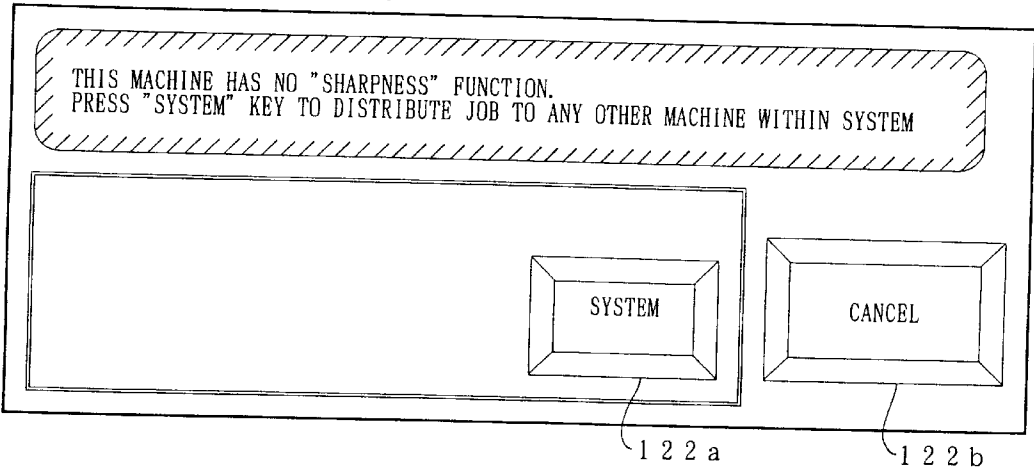 THIS MACHINE HAS NO "SHARPNESS" FUNCTION.
PRESS "SYSTEM" KEY TO DISTRIBUTE JOB TO ANY OTHER MACHINE WITHIN SYSTEM
SYSTEM
CANCEL
122a
122b